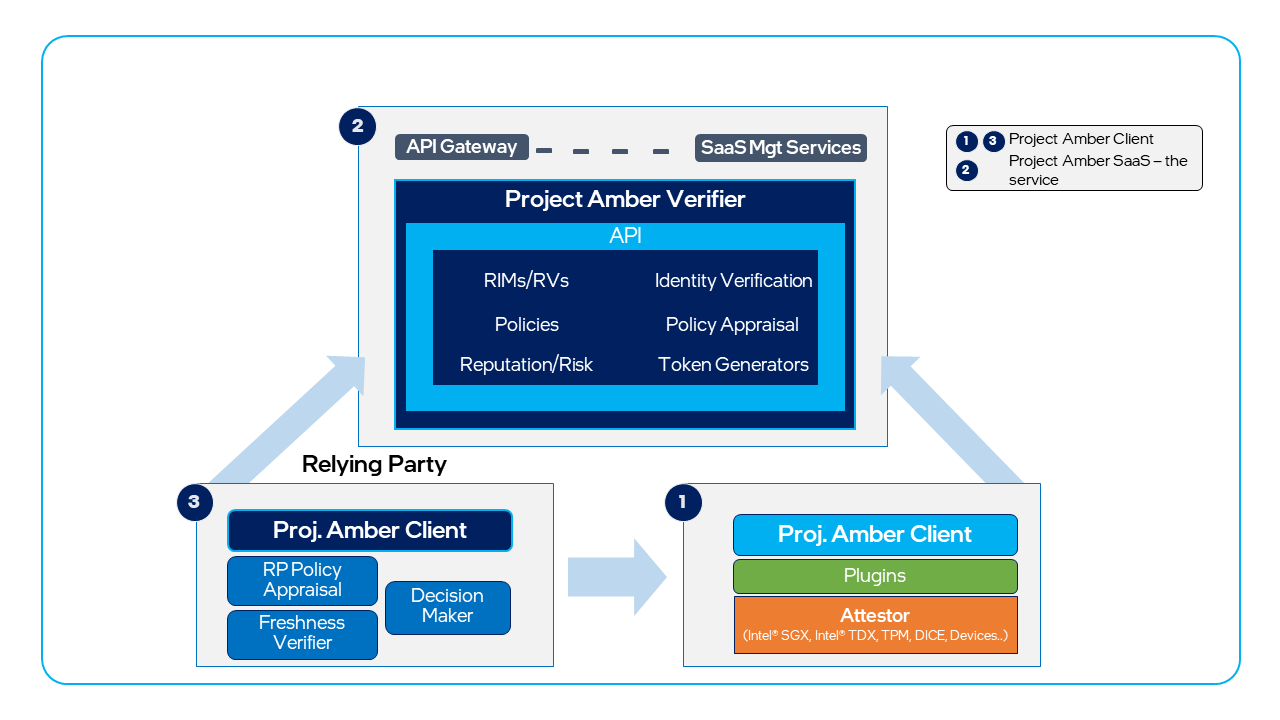 2
API Gateway
SaaS Mgt Services
1
3
Project Amber Client
2
Project Amber SaaS – the
service
Project Amber Verifier
API
RIMs/RVs
Identity Verification
Policies
Policy Appraisal
Reputation/Risk
Token Generators
Relying Party
3
Proj. Amber Client
RP Policy
Appraisal
Freshness
Verifier
Decision
Maker
1
Proj. Amber Client
Plugins
Attestor
(Intel® SGX, Intel® TDX, TPM, DICE, Devices..)